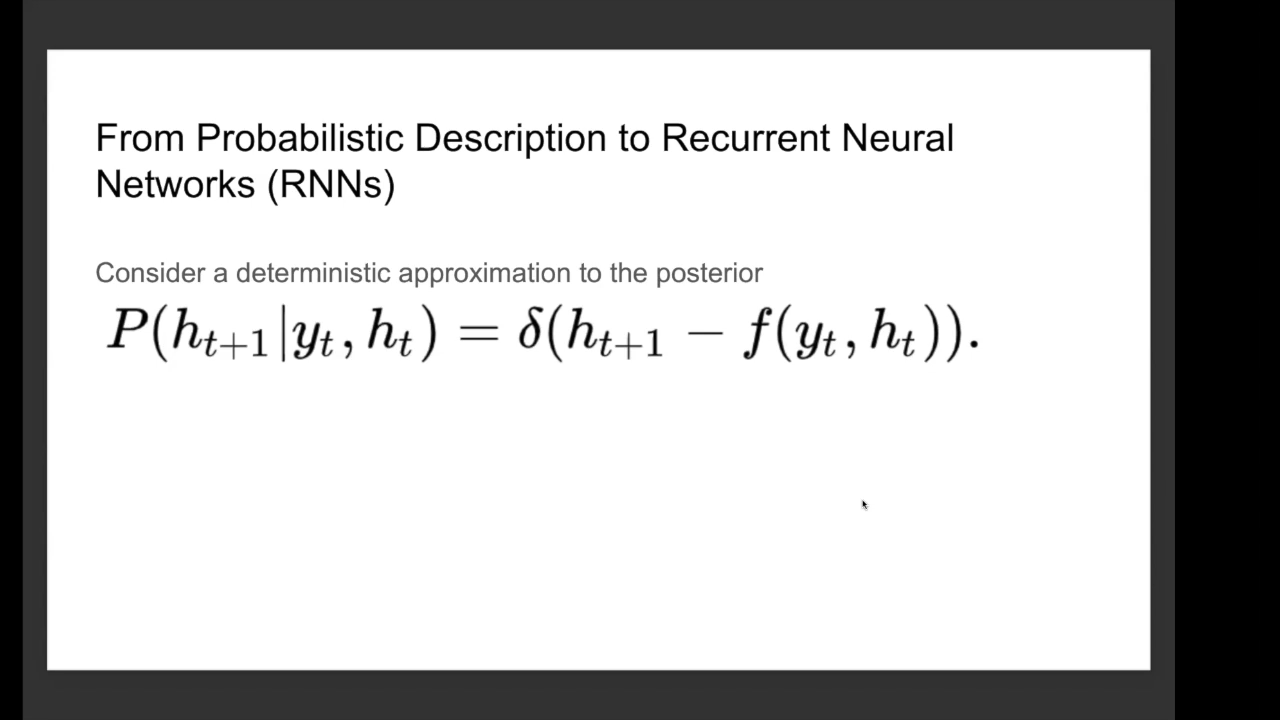 From Probabilistic Description to Recurrent Neural
Networks (RNNs)
Consider a deterministic approximation to the posterior
P(h_{t+1}|y_t, h_t) = δ(h_{t+1} − f(y_t, h_t)).